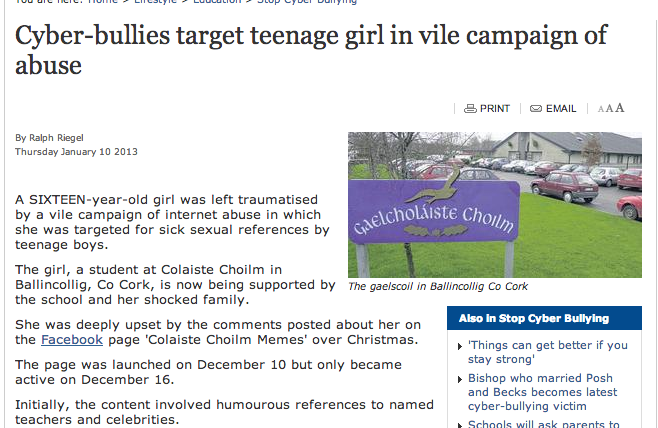 You are here: Home > Lifestyle > Education > Stop Cyber Bullying
Cyber-bullies target teenage girl in vile campaign of
abuse
PRINT EMAIL A A A
By Ralph Riegel
Thursday January 10 2013
Gaelcholáiste Choilm
A SIXTEEN-year-old girl was left traumatised
by a vile campaign of internet abuse in which
she was targeted for sick sexual references by
teenage boys.
The girl, a student at Colaiste Choilm in
Ballincollig, Co Cork, is now being supported by
the school and her shocked family.
The gaelscoil in Ballincollig Co Cork
She was deeply upset by the comments posted about her on
the Facebook page 'Colaiste Choilm Memes' over Christmas.
The page was launched on December 10 but only became
active on December 16.
Initially, the content involved humourous references to named
teachers and celebrities.
Also in Stop Cyber Bullying
'Things can get better if you
stay strong'
Bishop who married Posh
and Becks becomes latest
cyber-bullying victim
Schools will ask parents to